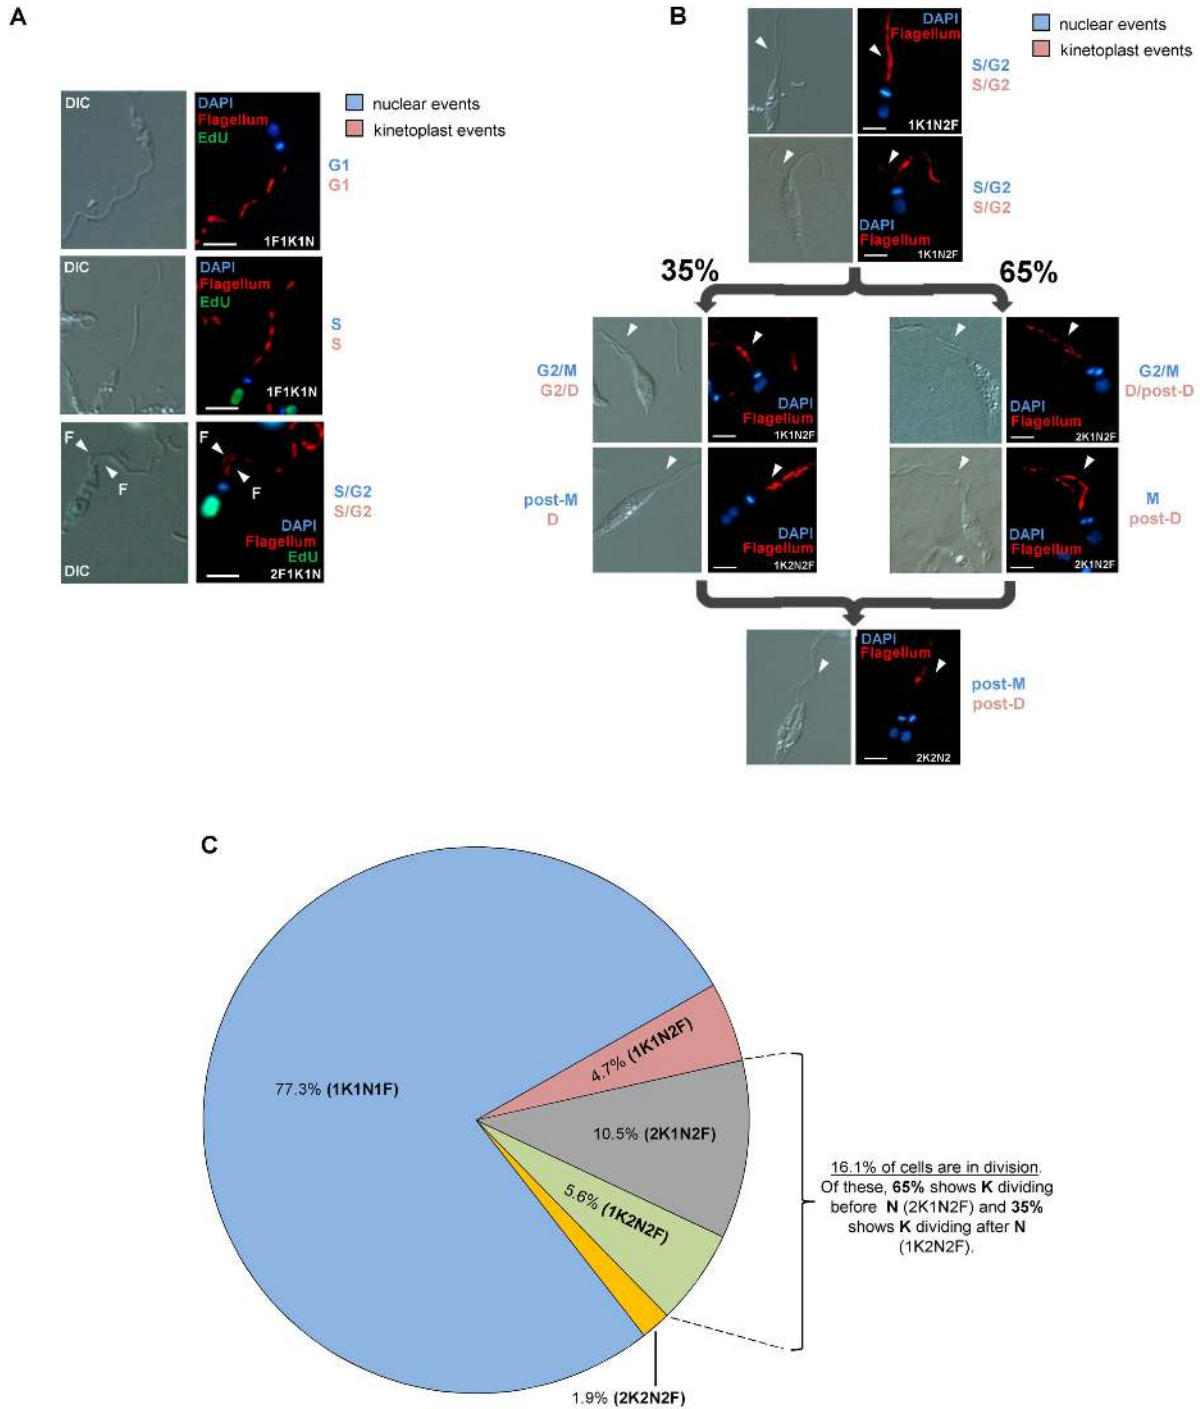 A
DIC
DAPI
Flagellum
EdU
1F1K1N
G1
G1
nuclear events
kinetoplast events
DIC
DAPI
Flagellum
EdU
1F1K1N
S
S
F
F
DIC
F
F
DAPI
Flagellum
EdU
2F1K1N
S/G2
S/G2
B
DAPI
Flagellum
1K1N2F
S/G2
S/G2
nuclear events
kinetoplast events
DAPI
Flagellum
1K1N2F
S/G2
S/G2
35%
65%
G2/M
G2/D
DAPI
Flagellum
1K1N2F
DAPI
Flagellum
2K1N2F
G2/M
D/post-D
post-M
D
DAPI
Flagellum
1K2N2F
DAPI
Flagellum
2K1N2F
M
post-D
DAPI
Flagellum
2K2N2
post-M
post-D
C
77.3% (1K1N1F)
4.7% (1K1N2F)
10.5% (2K1N2F)
5.6% (1K2N2F)
1.9% (2K2N2F)
16.1% of cells are in division.
Of these, 65% shows K dividing
before N (2K1N2F) and 35%
shows K dividing after N
(1K2N2F).